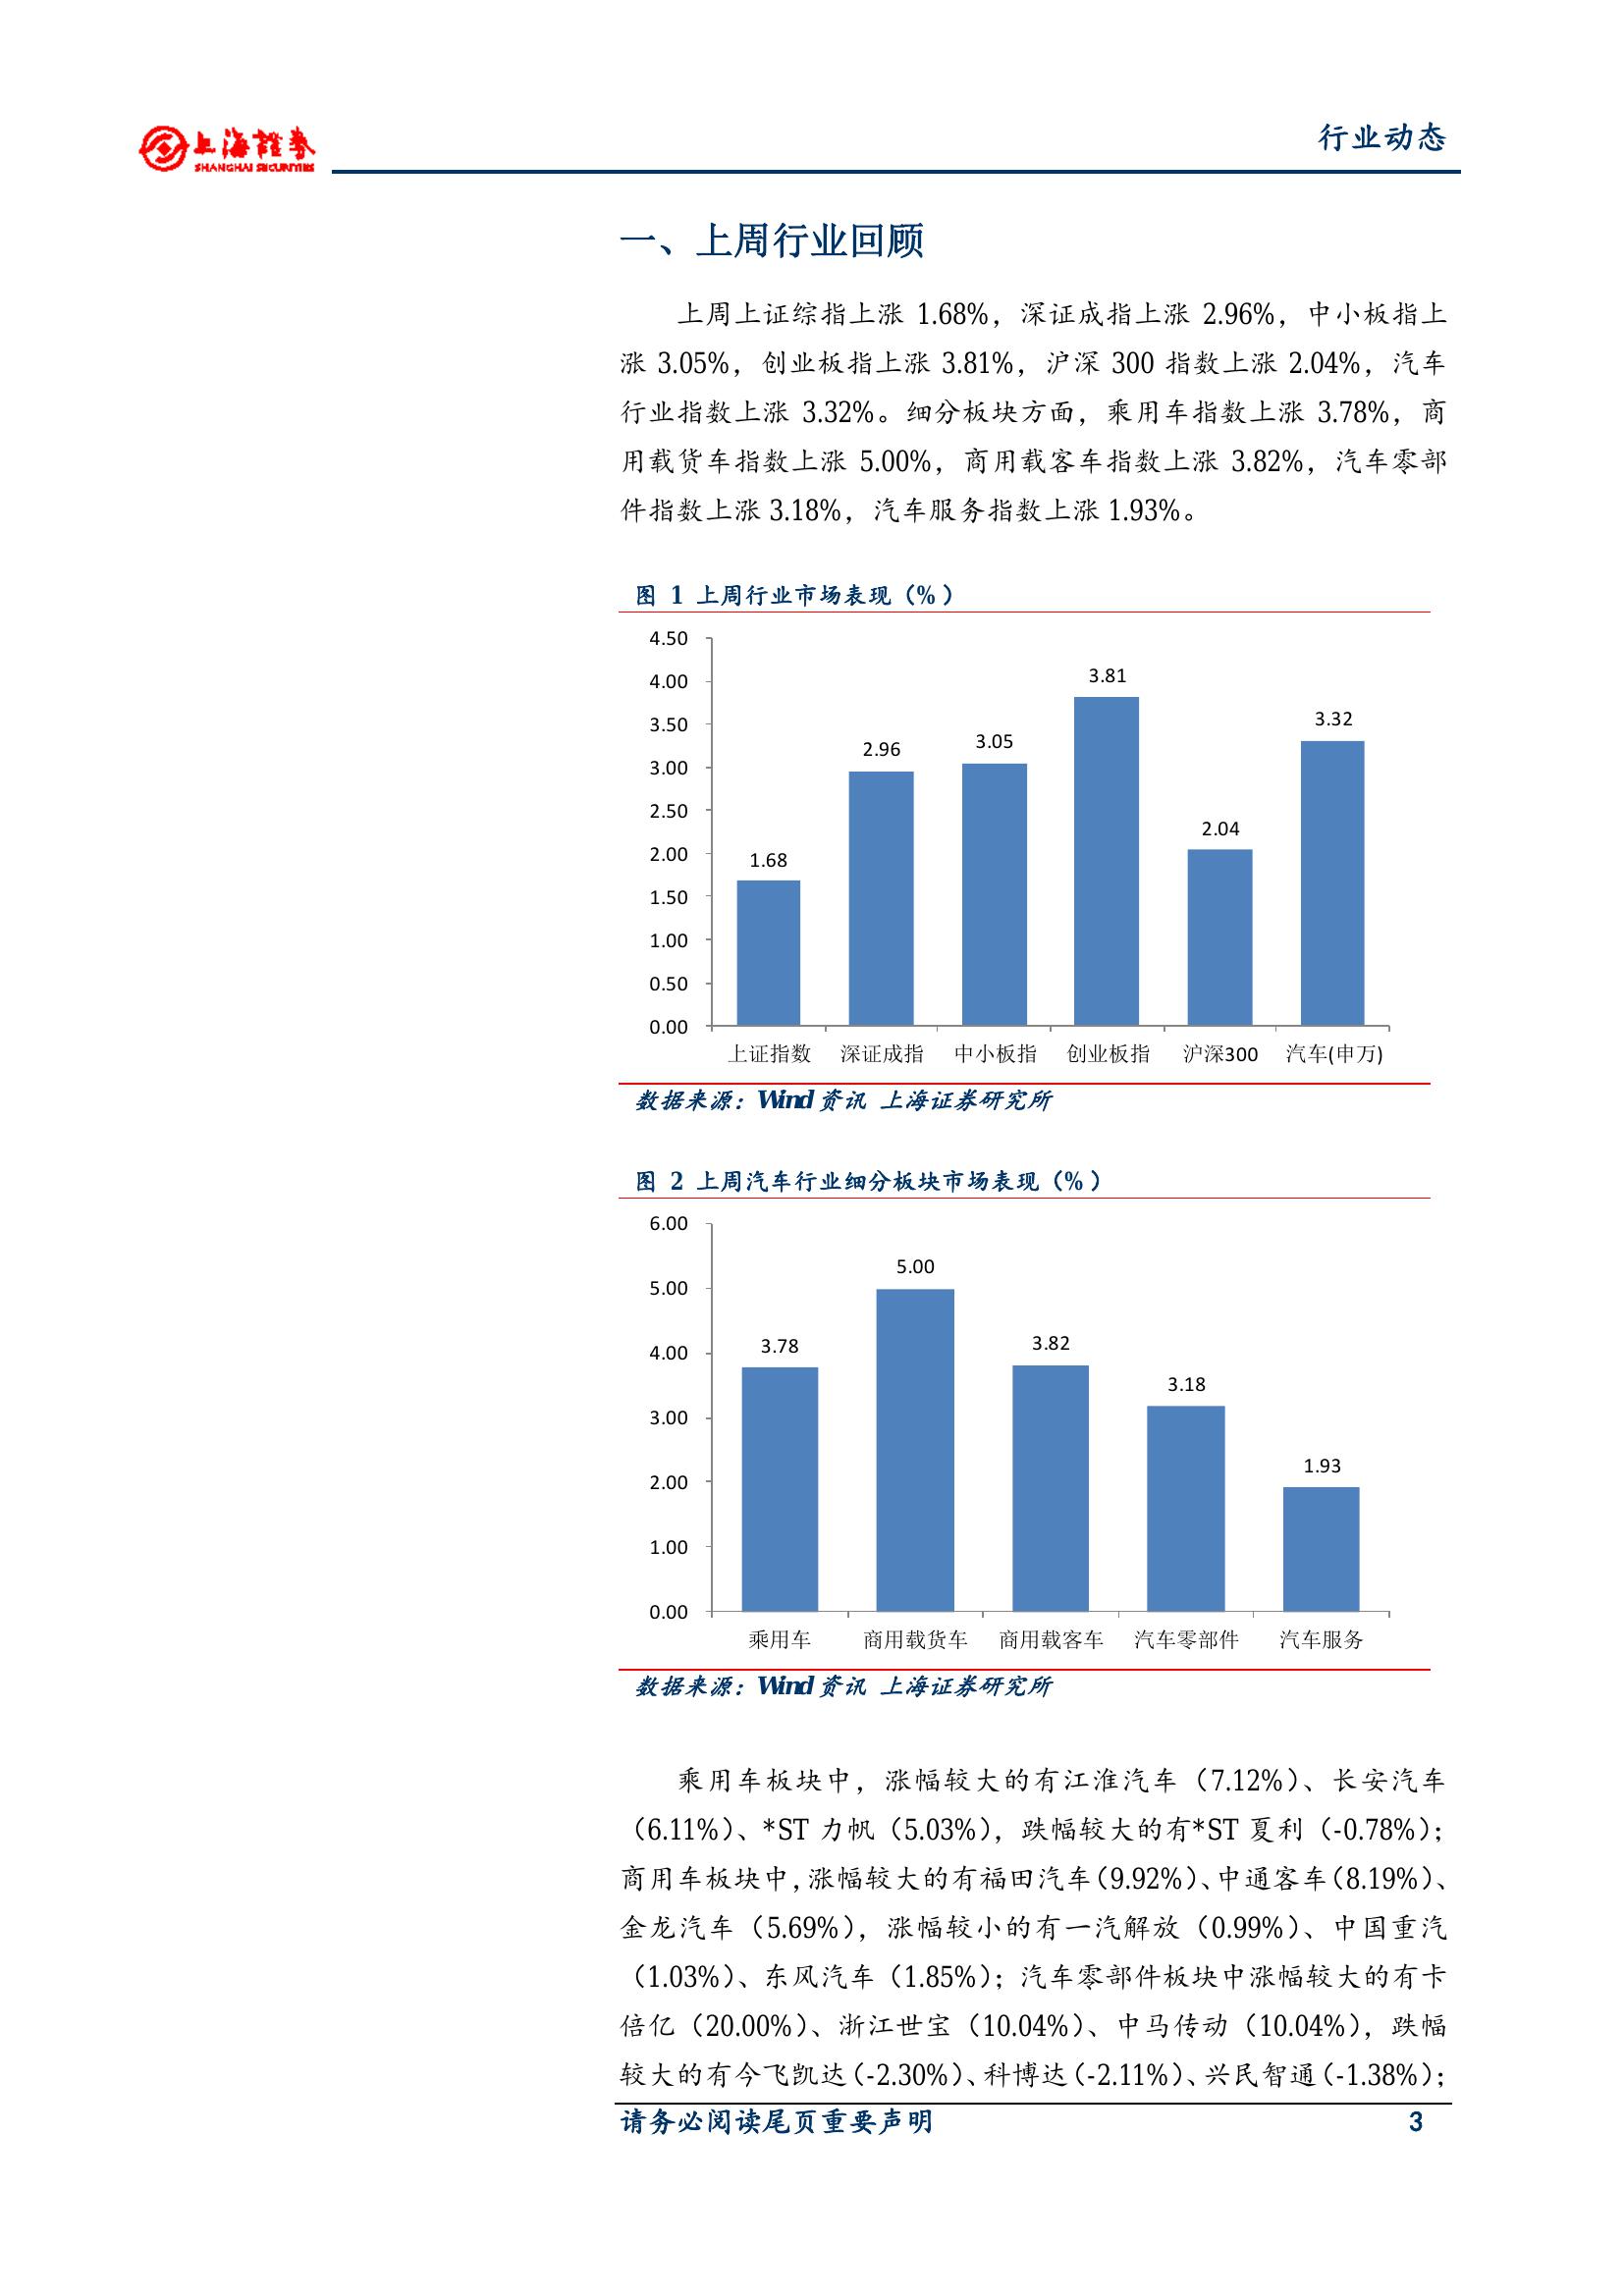 上海證券
SHANGHAI SECURITIES
行业动态
一、上周行业回顾
上周上证综指上涨 1.68%，深证成指上涨 2.96%，中小板指上
涨 3.05%，创业板指上涨 3.81%，沪深 300 指数上涨 2.04%，汽车
行业指数上涨 3.32%。细分板块方面，乘用车指数上涨 3.78%，商
用载货车指数上涨 5.00%，商用载客车指数上涨 3.82%，汽车零部
件指数上涨 3.18%，汽车服务指数上涨 1.93%。
图 1 上周行业市场表现（%）
4.50
4.00
3.50
3.00
2.50
2.00
1.50
1.00
0.50
0.00
1.68
2.96
3.05
3.81
2.04
3.32
上证指数 深证成指 中小板指 创业板指 沪深300 汽车(申万)
数据来源：Wind 资讯 上海证券研究所
图 2 上周汽车行业细分板块市场表现（%）
6.00
5.00
4.00
3.00
2.00
1.00
0.00
3.78
5.00
3.82
3.18
1.93
乘用车 商用载货车 商用载客车 汽车零部件 汽车服务
数据来源：Wind 资讯 上海证券研究所
乘用车板块中，涨幅较大的有江淮汽车（7.12%）、长安汽车
（6.11%）、*ST 力帆（5.03%），跌幅较大的有*ST 夏利（-0.78%）；
商用车板块中，涨幅较大的有福田汽车（9.92%）、中通客车（8.19%）、
金龙汽车（5.69%），涨幅较小的有一汽解放（0.99%）、中国重汽
（1.03%）、东风汽车（1.85%）；汽车零部件板块中涨幅较大的有卡
倍亿（20.00%）、浙江世宝（10.04%）、中马传动（10.04%），跌幅
较大的有今飞凯达（-2.30%）、科博达（-2.11%）、兴民智通（-1.38%）；
请务必阅读尾页重要声明 3